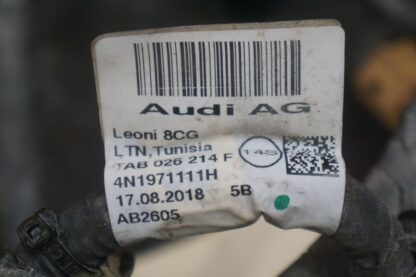 Audi AG
Leoni 8CG
LTN,Tunisia
TAB 026 214 F 14S
4N1971111H
17.08.2018 5B
AB2605